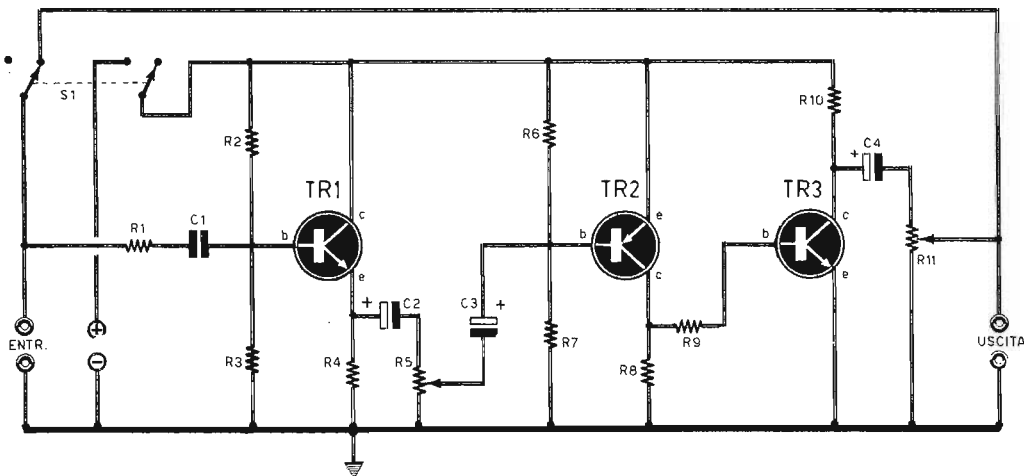 S1
R2
R6
R10
C4
+
TR1
TR2
TR3
R1
C1
b
c
e
b
e
c
b
c
e
R11
ENTR.
+
−
R3
R4
+
C2
R5
C3
+
R7
R8
R9
USCITA